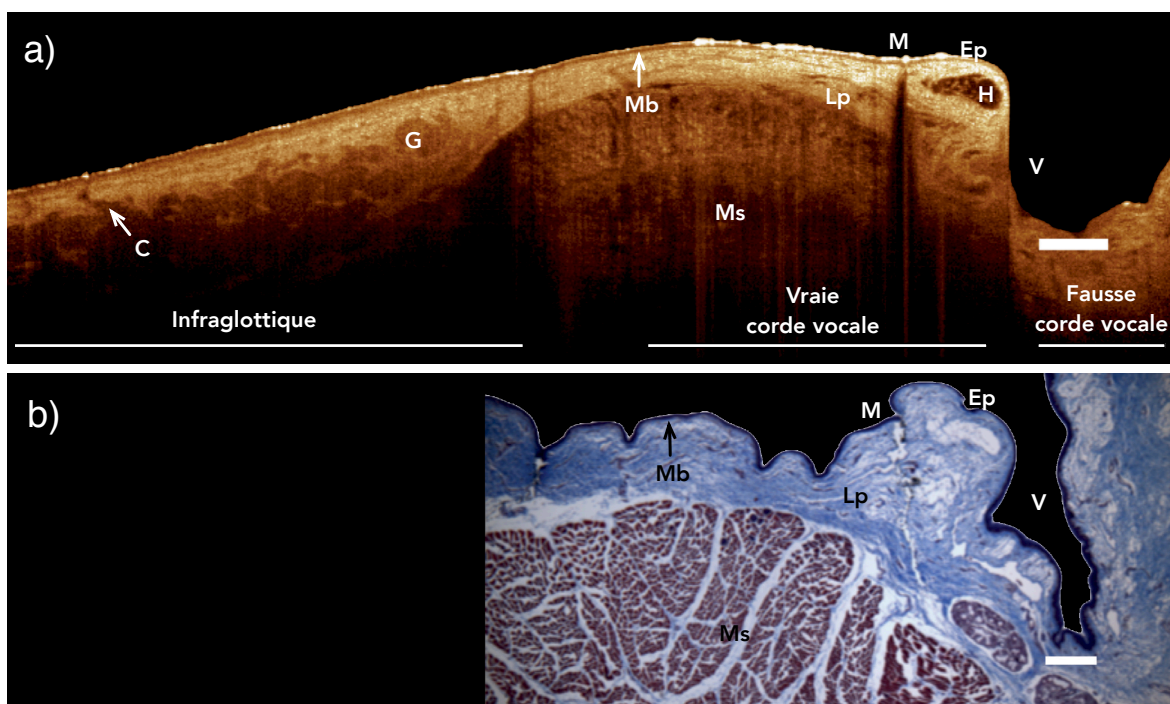 a)
M
Ep
Mb
Lp
H
G
V
C
Ms
Infraglottique
Vraie
corde vocale
Fausse
corde vocale
b)
M
Ep
Mb
Lp
V
Ms